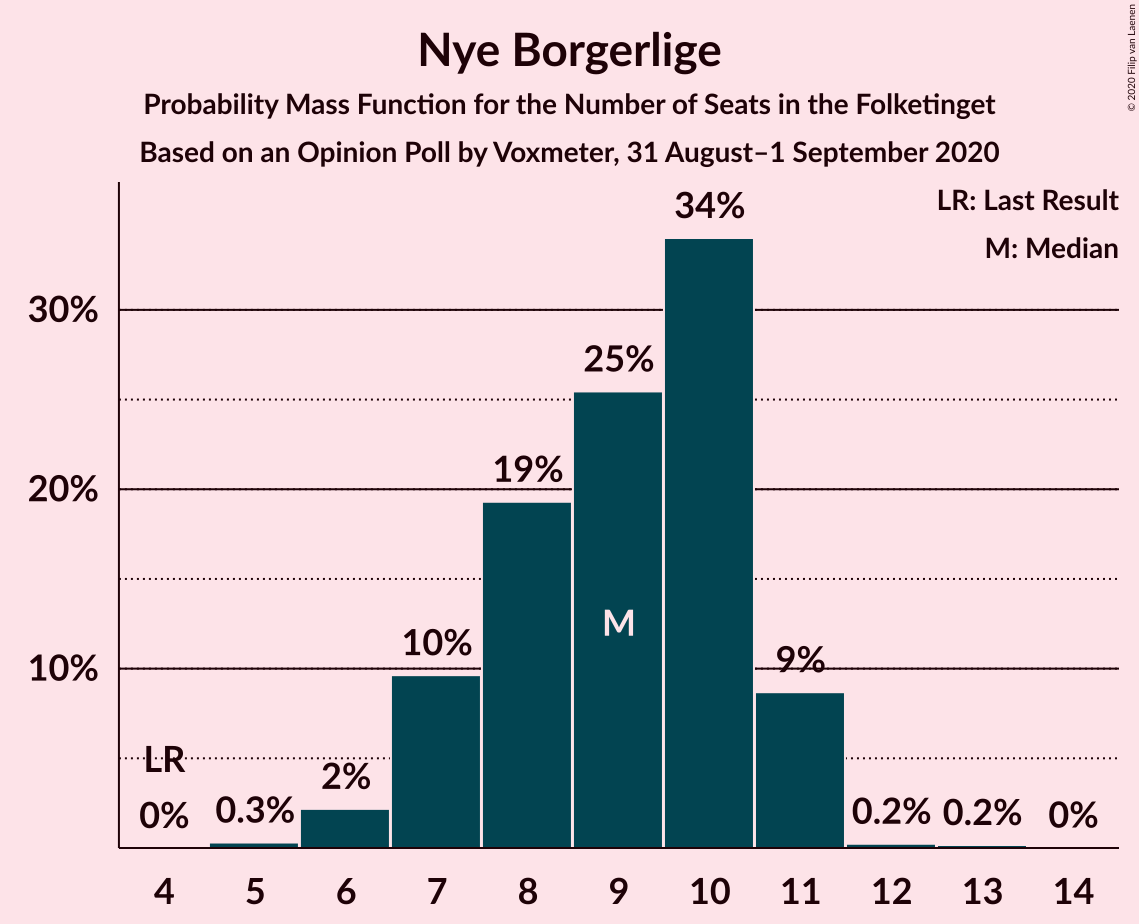 Nye Borgerlige
Probability Mass Function for the Number of Seats in the Folketinget
Based on an Opinion Poll by Voxmeter, 31 August–1 September 2020
© 2020 Filip van Laenen
LR: Last Result
M: Median
34%
30%
25%
20%
19%
10%
10%
9%
M
LR
0%
0.3%
2%
0.2%
0.2%
0%
4 5 6 7 8 9 10 11 12 13 14